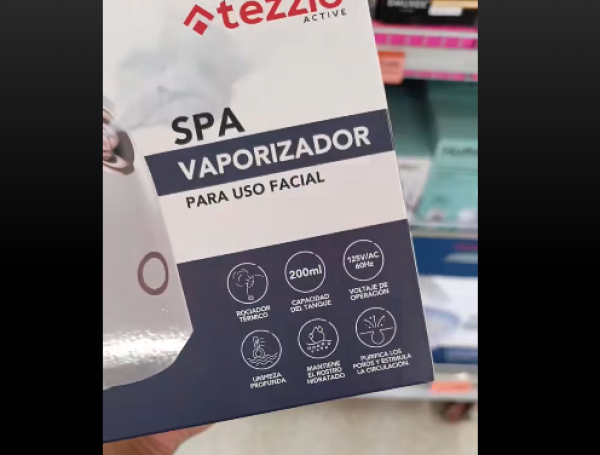 tezzio
ACTIVE
SPA
VAPORIZADOR
PARA USO FACIAL
200ml
125V/AC
60Hz
ROCIADOR
TÉRMICO
CAPACIDAD
DEL TANQUE
VOLTAJE DE
OPERACIÓN
LIMPIEZA
PROFUNDA
MANTIENE
EL ROSTRO
HIDRATADO
PURIFICA LOS
POROS Y ESTIMULA
LA CIRCULACIÓN.